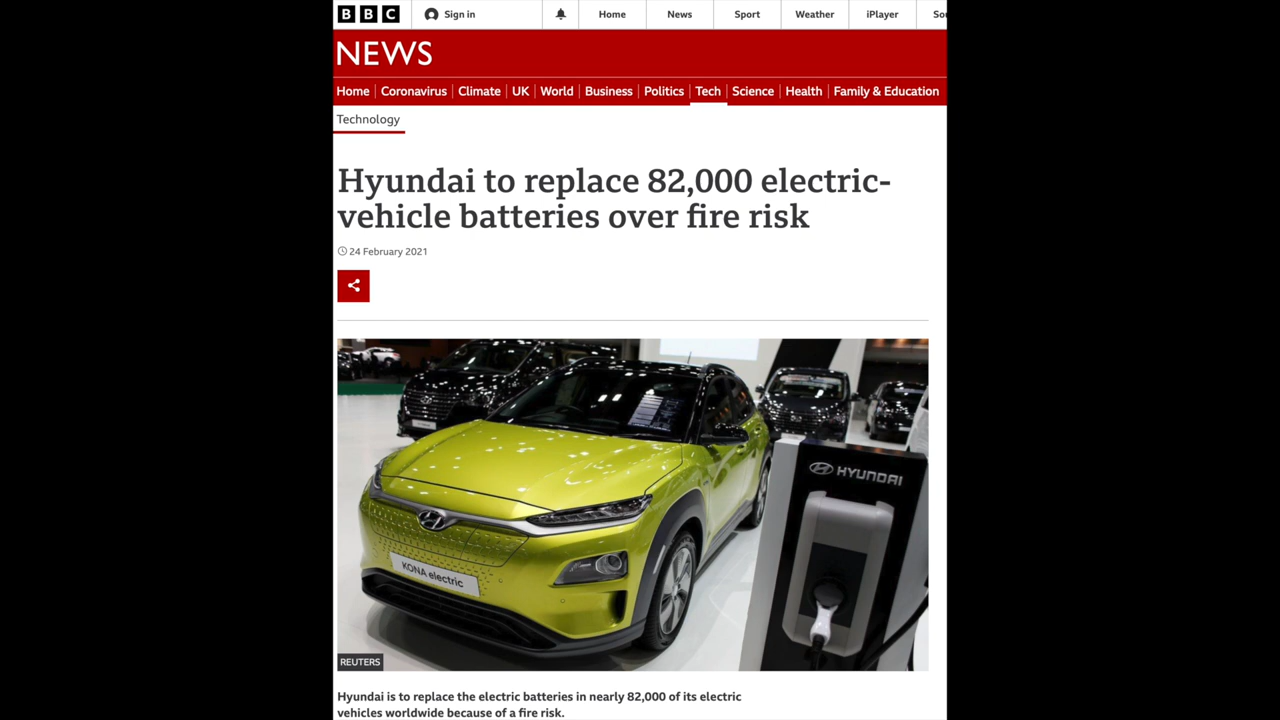 BBC
Sign in
Home
News
Sport
Weather
iPlayer
NEWS
Home
Coronavirus
Climate
UK
World
Business
Politics
Tech
Science
Health
Family & Education
Technology
Hyundai to replace 82,000 electric-
vehicle batteries over fire risk
24 February 2021
HYUNDAI
KONA electric
REUTERS
Hyundai is to replace the electric batteries in nearly 82,000 of its electric
vehicles worldwide because of a fire risk.